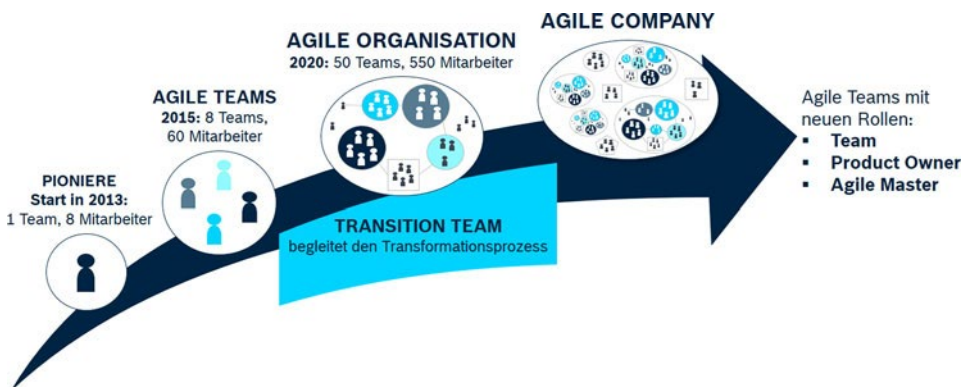 PIONIERE
Start in 2013:
1 Team, 8 Mitarbeiter
AGILE TEAMS
2015: 8 Teams,
60 Mitarbeiter
AGILE ORGANISATION
2020: 50 Teams, 550 Mitarbeiter
AGILE COMPANY
TRANSITION TEAM
begleitet den Transformationsprozess
Agile Teams mit
neuen Rollen:
▪ Team
▪ Product Owner
▪ Agile Master